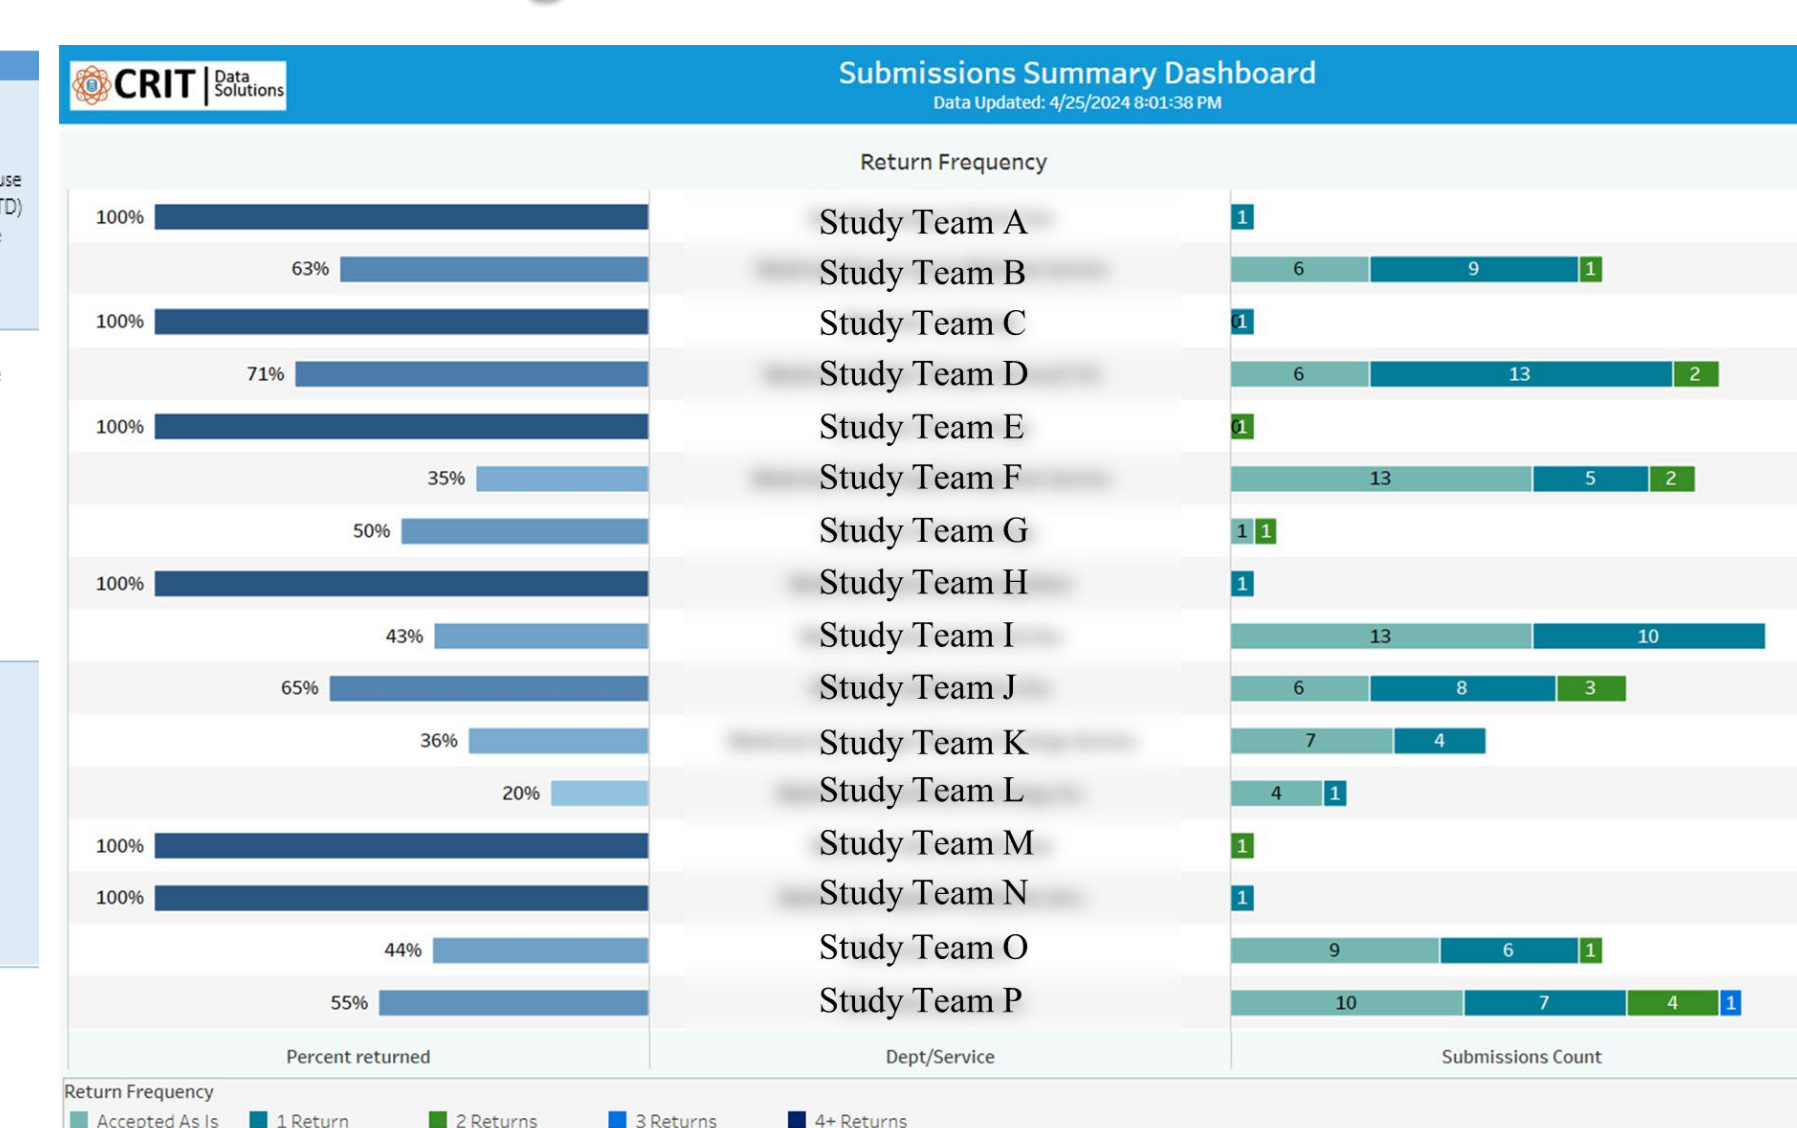 use
TD)
CRIT | Data Solutions
Submissions Summary Dashboard
Data Updated: 4/25/2024 8:01:38 PM
Return Frequency
100% Study Team A 1
63% Study Team B 6 9 1
100% Study Team C 0 1
71% Study Team D 6 13 2
100% Study Team E 0 1
35% Study Team F 13 5 2
50% Study Team G 1 1
100% Study Team H 1
43% Study Team I 13 10
65% Study Team J 6 8 3
36% Study Team K 7 4
20% Study Team L 4 1
100% Study Team M 1
100% Study Team N 1
44% Study Team O 9 6 1
55% Study Team P 10 7 4 1
Percent returned Dept/Service Submissions Count
Return Frequency
Accepted As Is 1 Return 2 Returns 3 Returns 4+ Returns